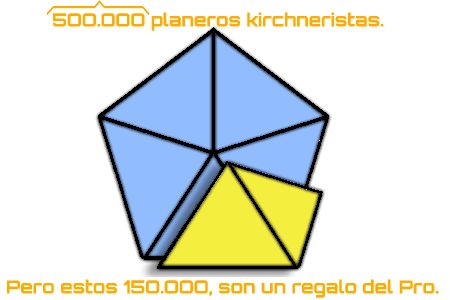 500.000 planeros kirchneristas.
Pero estos 150.000, son un regalo del Pro.